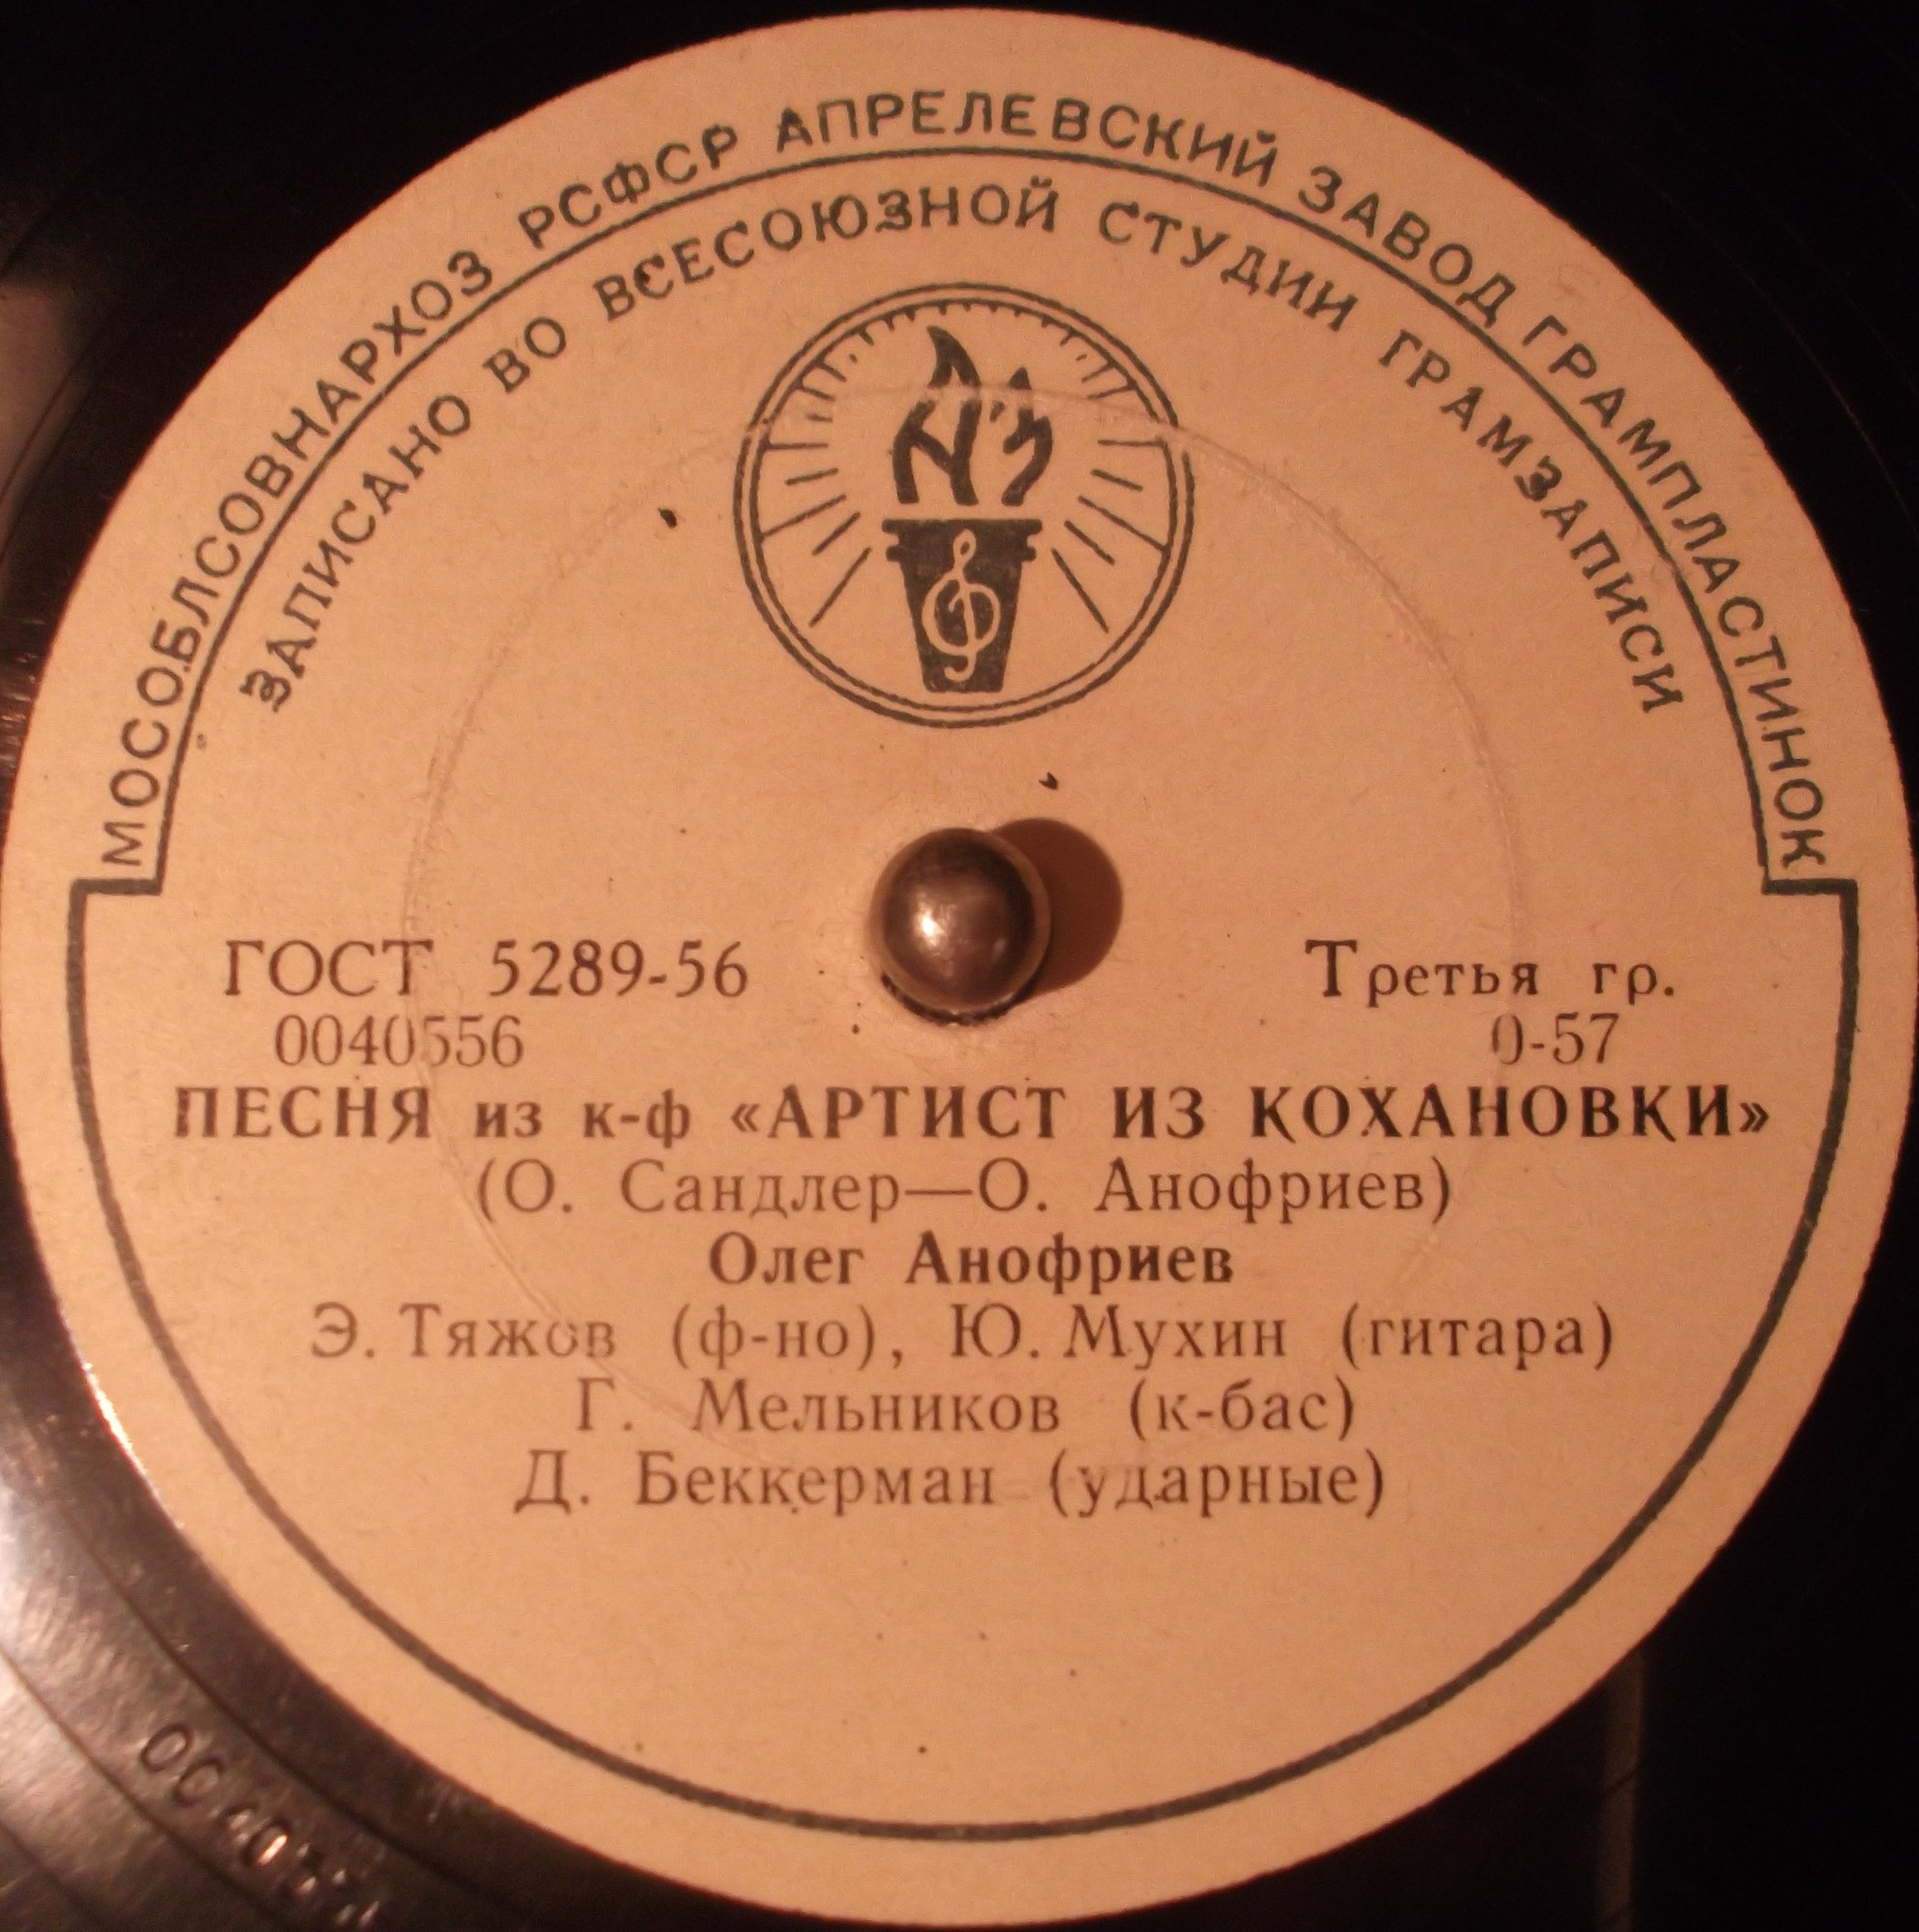 МОСОБЛСОВНАРХОЗ РСФСР АПРЕЛЕВСКИЙ ЗАВОД ГРАМПЛАСТИНОК
ЗАПИСАНО ВО ВСЕСОЮЗНОЙ СТУДИИ ГРАМЗАПИСИ
ГОСТ 5289-56 Третья гр.
0040556 0-57
ПЕСНЯ из к-ф «АРТИСТ ИЗ КОХАНОВКИ»
(О. Сандлер—О. Анофриев)
Олег Анофриев
Э. Тяжов (ф-но), Ю. Мухин (гитара)
Г. Мельников (к-бас)
Д. Беккерман (ударные)